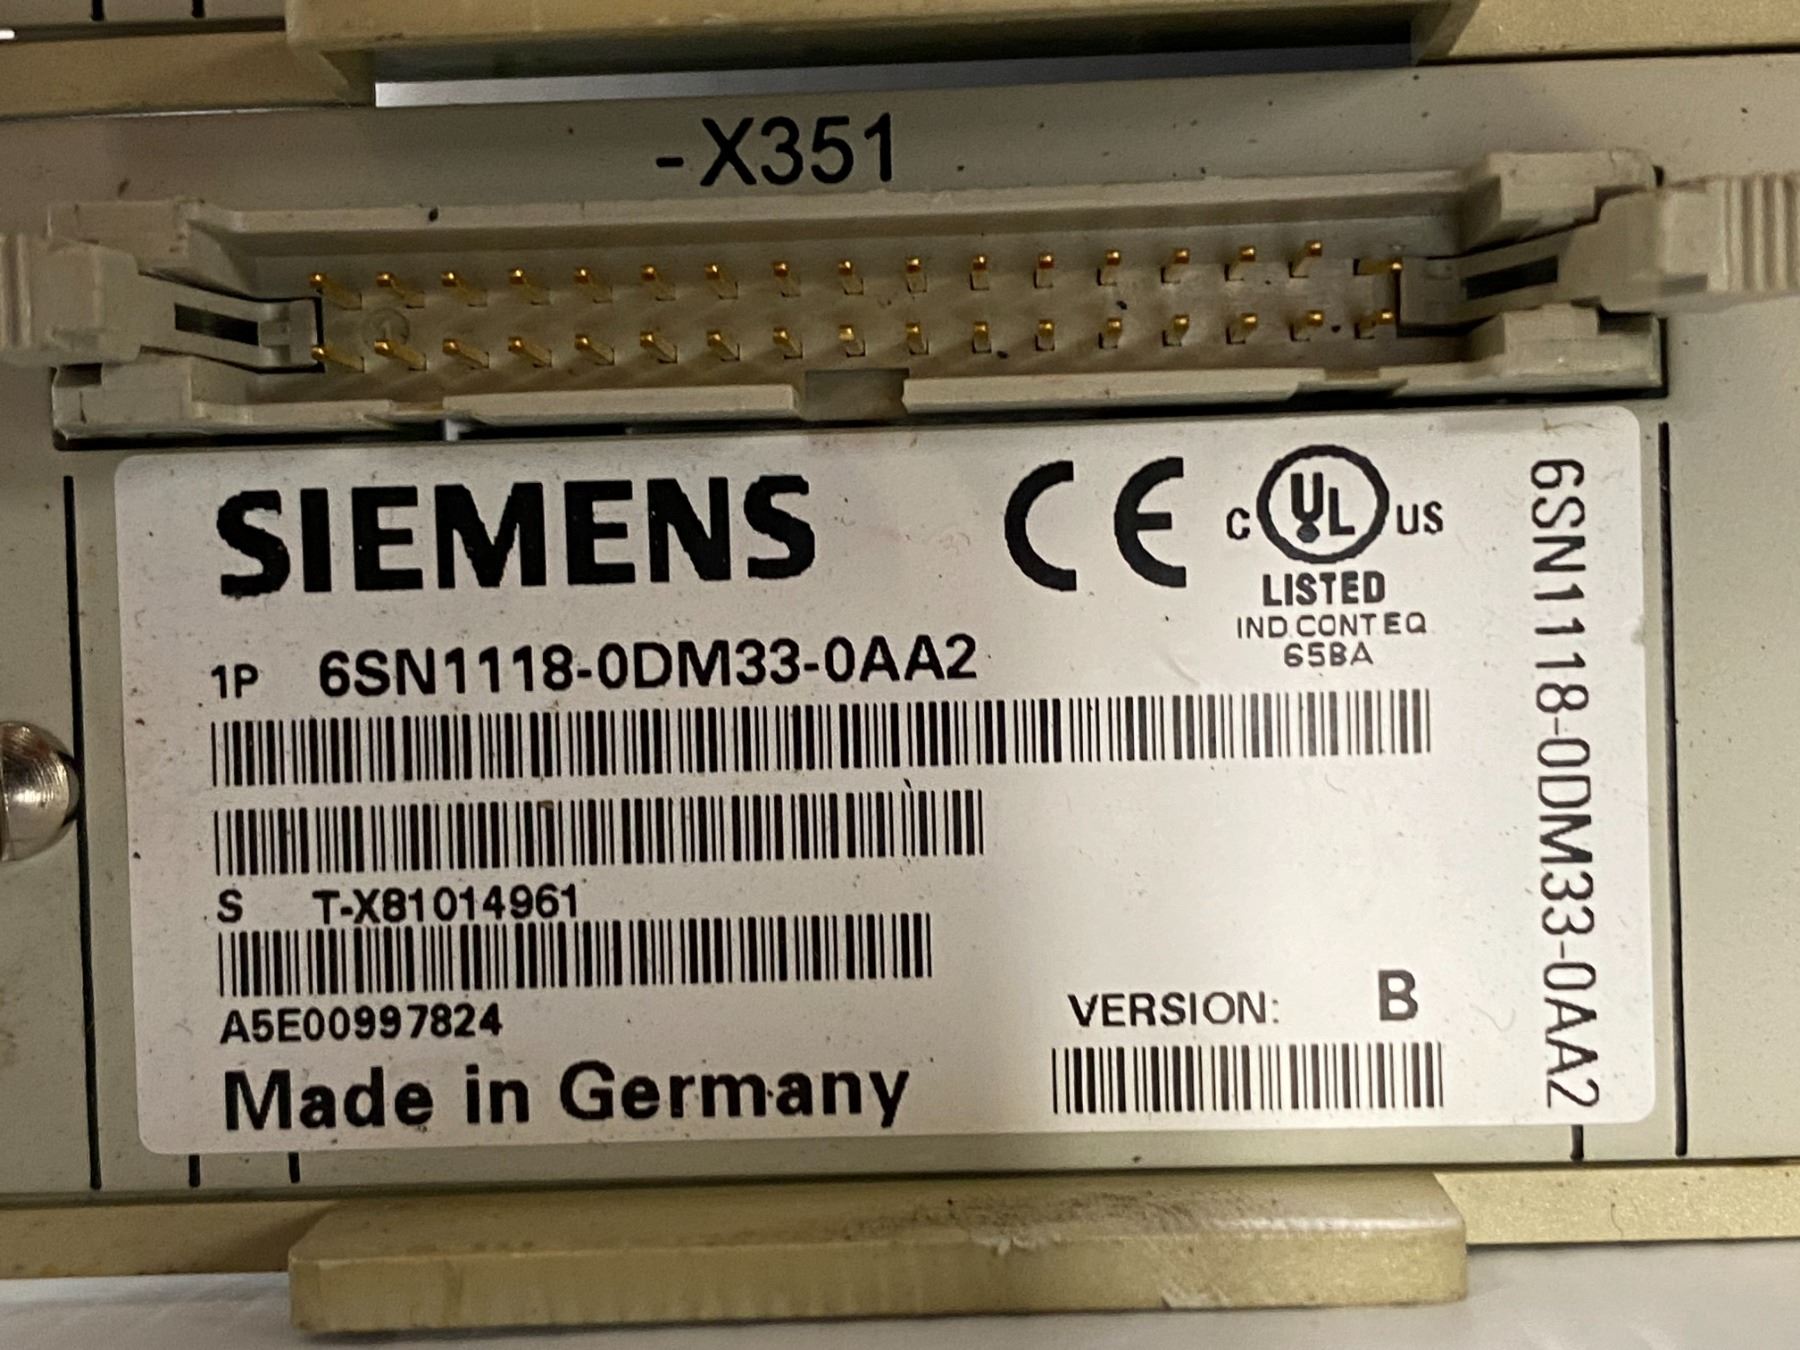 -X351
SIEMENS
CE
C UL US
LISTED
IND.CONT.EQ
65BA
1P 6SN1118-0DM33-0AA2
S T-X81014961
A5E00997824
VERSION: B
Made in Germany
6SN1118-0DM33-0AA2